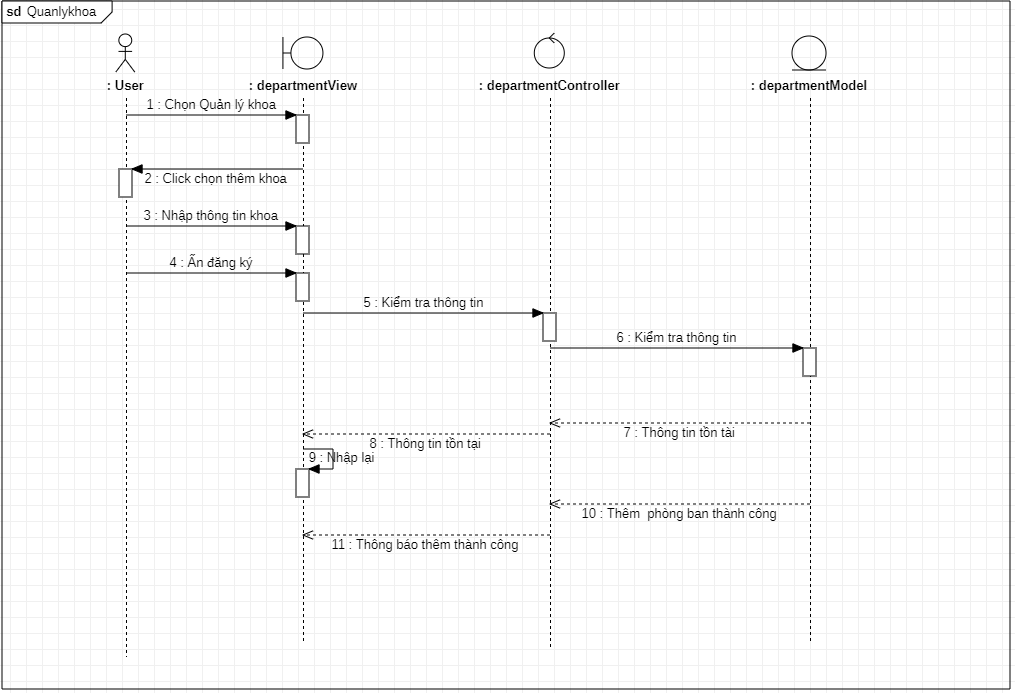 sd Quanlykhoa
: User
: departmentView
: departmentController
: departmentModel
1 : Chọn Quản lý khoa
2 : Click chọn thêm khoa
3 : Nhập thông tin khoa
4 : Ấn đăng ký
5 : Kiểm tra thông tin
6 : Kiểm tra thông tin
7 : Thông tin tồn tài
8 : Thông tin tồn tại
9 : Nhập lại
10 : Thêm  phòng ban thành công
11 : Thông báo thêm thành công